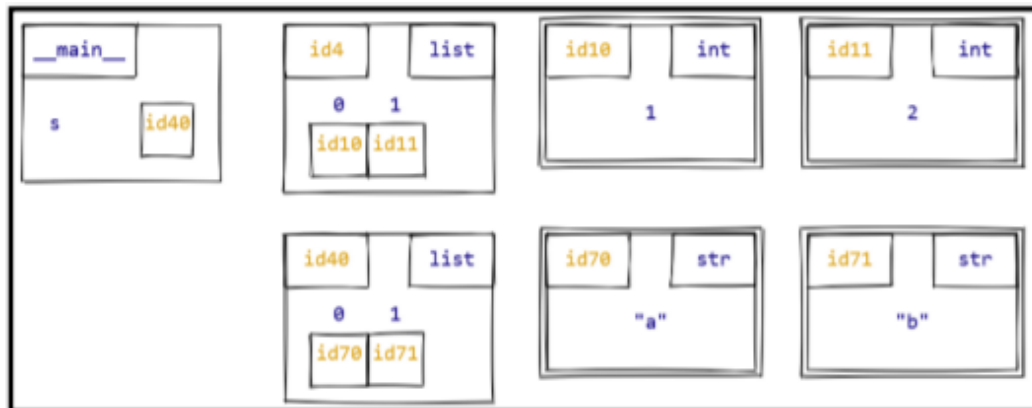 __main__ id4 list id10 int id11 int
0 1
s id40 id10 id11 1 2
id40 list id70 str id71 str
0 1
id70 id71 "a" "b"